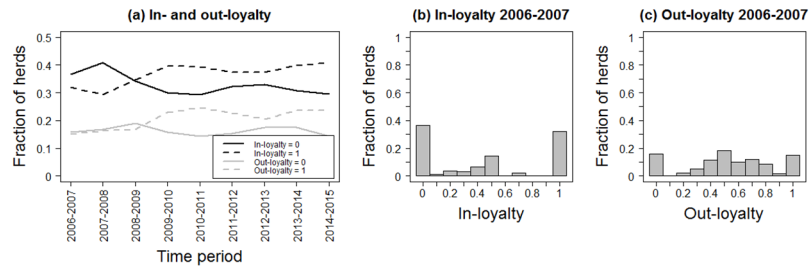 (a) In- and out-loyalty
Fraction of herds
0.5
0.4
0.3
0.2
0.1
0
In-loyalty = 0
In-loyalty = 1
Out-loyalty = 0
Out-loyalty = 1
2006-2007
2007-2008
2008-2009
2009-2010
2010-2011
2011-2012
2012-2013
2013-2014
2014-2015
Time period
(b) In-loyalty 2006-2007
Fraction of herds
1
0.8
0.6
0.4
0.2
0
0 0.2 0.4 0.6 0.8 1
In-loyalty
(c) Out-loyalty 2006-2007
Fraction of herds
1
0.8
0.6
0.4
0.2
0
0 0.2 0.4 0.6 0.8 1
Out-loyalty